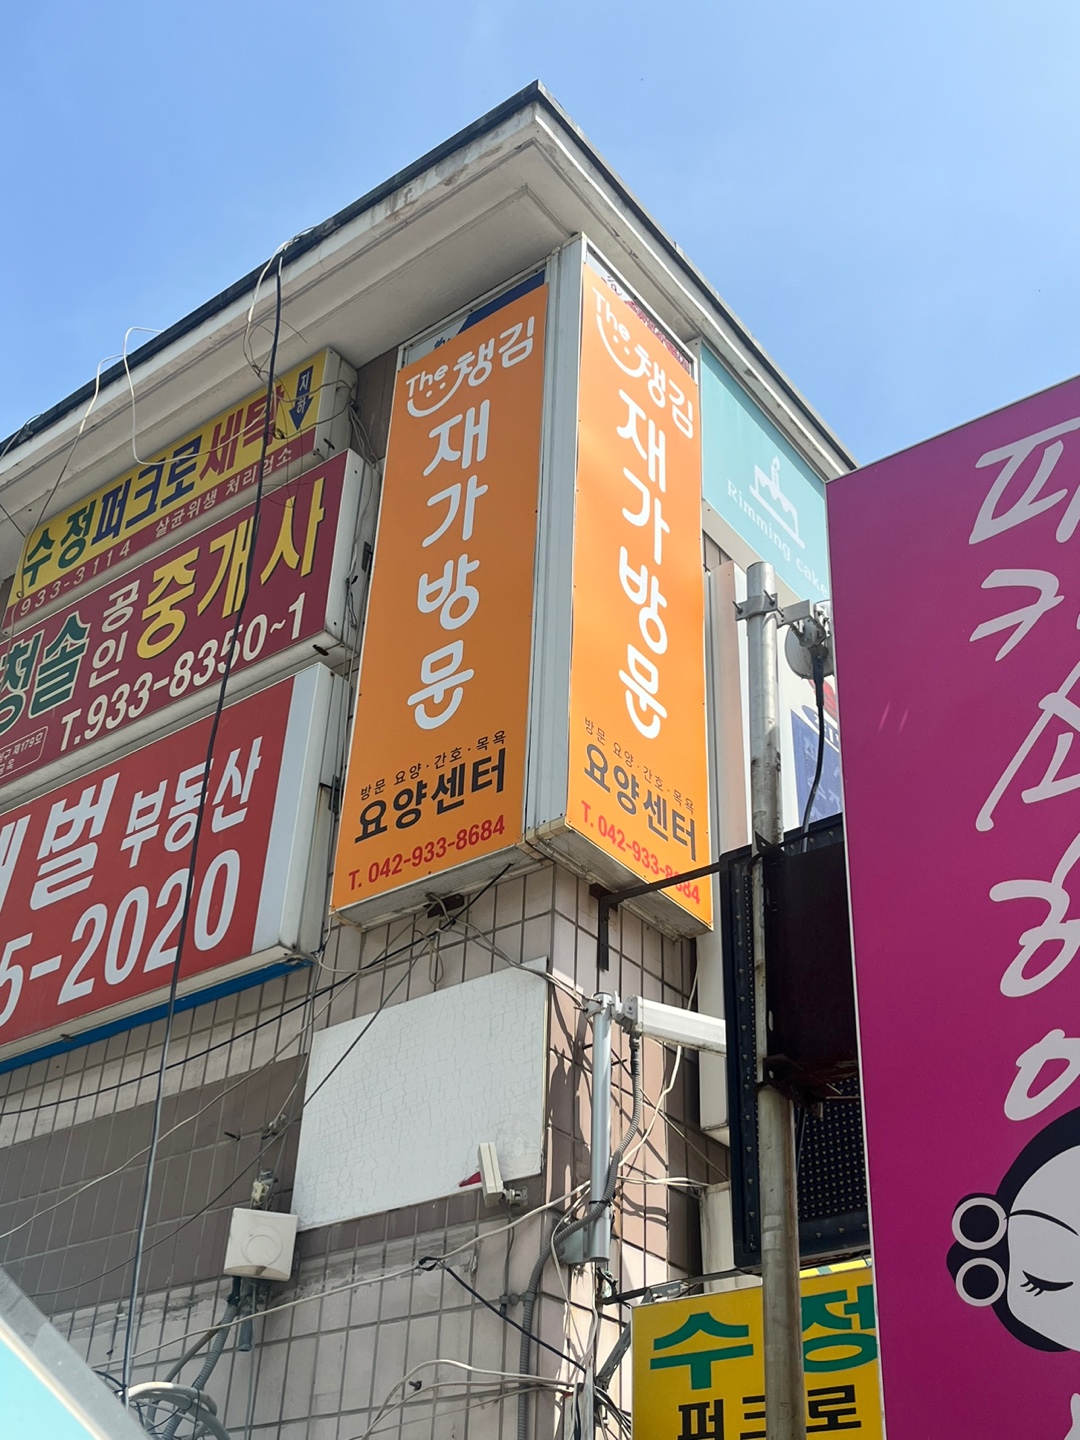 The 챙김
재가방문
방문 요양·간호·목욕
요양센터
T. 042-933-8684
The 챙김
재가방문
방문 요양·간호·목욕
요양센터
T. 042-933-8684
수정퍼크로세탁
지하
933-3114 살균위생 처리업소
청솔 공인중개사
T.933-8350~1
벌 부동산
5-2020
Rimming cake
수정
퍼크로